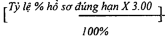 [Tỷ lệ % hồ sơ đúng hạn X 3.00
100%